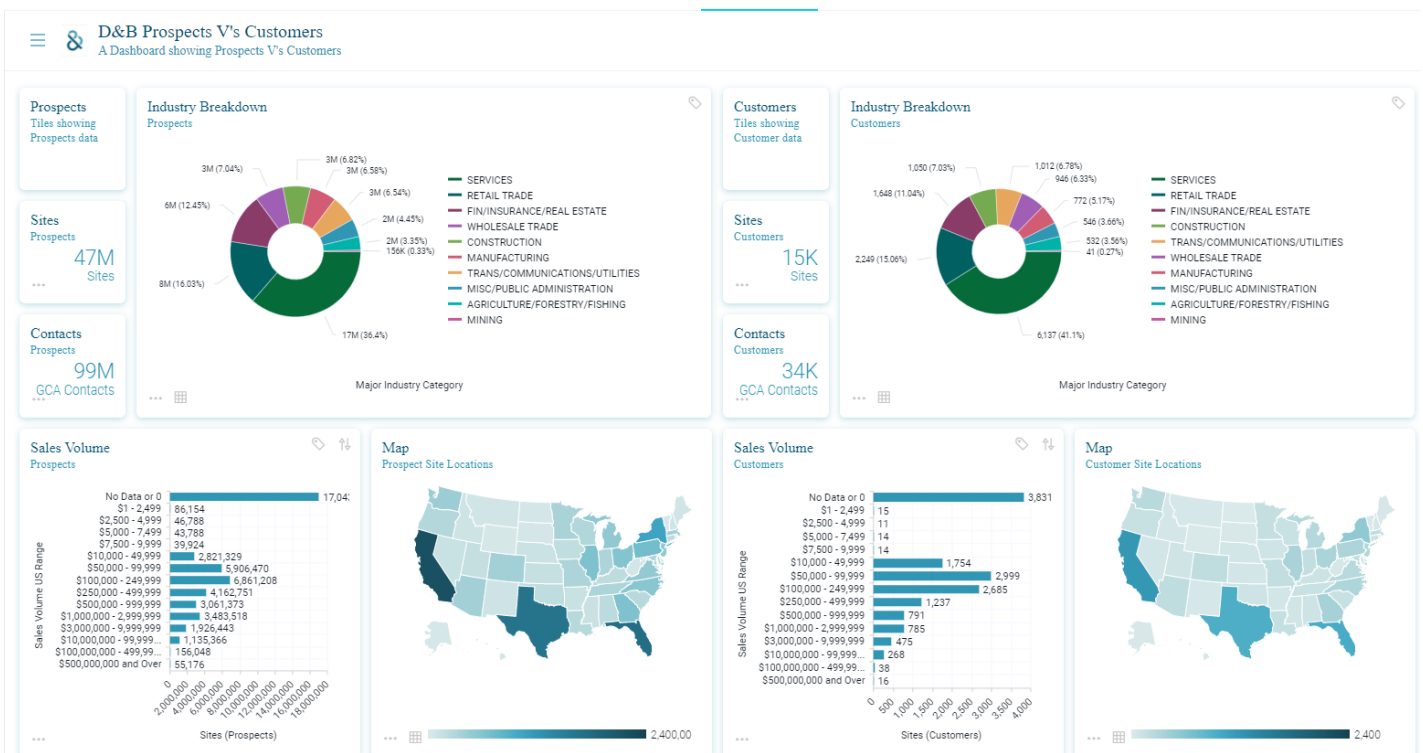 D&B Prospects V's Customers
A Dashboard showing Prospects V's Customers
Prospects
Tiles showing
Prospects data
Sites
Prospects
47M
Sites
Contacts
Prospects
99M
GCA Contacts
Industry Breakdown
Prospects
3M (6.82%)
3M (7.04%)
3M (6.58%)
3M (6.54%)
6M (12.45%)
2M (4.45%)
2M (3.35%)
156K (0.33%)
8M (16.03%)
17M (36.4%)
SERVICES
RETAIL TRADE
FIN/INSURANCE/REAL ESTATE
WHOLESALE TRADE
CONSTRUCTION
MANUFACTURING
TRANS/COMMUNICATIONS/UTILITIES
MISC/PUBLIC ADMINISTRATION
AGRICULTURE/FORESTRY/FISHING
MINING
Major Industry Category
Customers
Tiles showing
Customer data
Sites
Customers
15K
Sites
Contacts
Customers
34K
GCA Contacts
Industry Breakdown
Customers
1,050 (7.03%)
1,012 (6.78%)
946 (6.33%)
1,648 (11.04%)
772 (5.17%)
546 (3.66%)
532 (3.56%)
41 (0.27%)
2,249 (15.06%)
6,137 (41.1%)
SERVICES
RETAIL TRADE
FIN/INSURANCE/REAL ESTATE
CONSTRUCTION
TRANS/COMMUNICATIONS/UTILITIES
WHOLESALE TRADE
MANUFACTURING
MISC/PUBLIC ADMINISTRATION
AGRICULTURE/FORESTRY/FISHING
MINING
Major Industry Category
Sales Volume
Prospects
Sales Volume US Range
No Data or 0 17,04
$1 - 2,499 86,154
$2,500 - 4,999 46,788
$5,000 - 7,499 43,788
$7,500 - 9,999 39,924
$10,000 - 49,999 2,821,329
$50,000 - 99,999 5,906,470
$100,000 - 249,999 6,861,208
$250,000 - 499,999 4,162,751
$500,000 - 999,999 3,061,373
$1,000,000 - 2,999,999 3,483,518
$3,000,000 - 9,999,999 1,926,443
$10,000,000 - 99,999... 1,135,366
$100,000,000 - 499,99... 156,048
$500,000,000 and Over 55,176
0 2,000,000 4,000,000 6,000,000 8,000,000 10,000,000 12,000,000 14,000,000 16,000,000 18,000,000
Sites (Prospects)
Map
Prospect Site Locations
2,400,00
Sales Volume
Customers
Sales Volume US Range
No Data or 0 3,831
$1 - 2,499 15
$2,500 - 4,999 11
$5,000 - 7,499 14
$7,500 - 9,999 14
$10,000 - 49,999 1,754
$50,000 - 99,999 2,999
$100,000 - 249,999 2,685
$250,000 - 499,999 1,237
$500,000 - 999,999 791
$1,000,000 - 2,999,999 785
$3,000,000 - 9,999,999 475
$10,000,000 - 99,999... 268
$100,000,000 - 499,99... 38
$500,000,000 and Over 16
0 500 1,000 1,500 2,000 2,500 3,000 3,500 4,000
Sites (Customers)
Map
Customer Site Locations
2,400